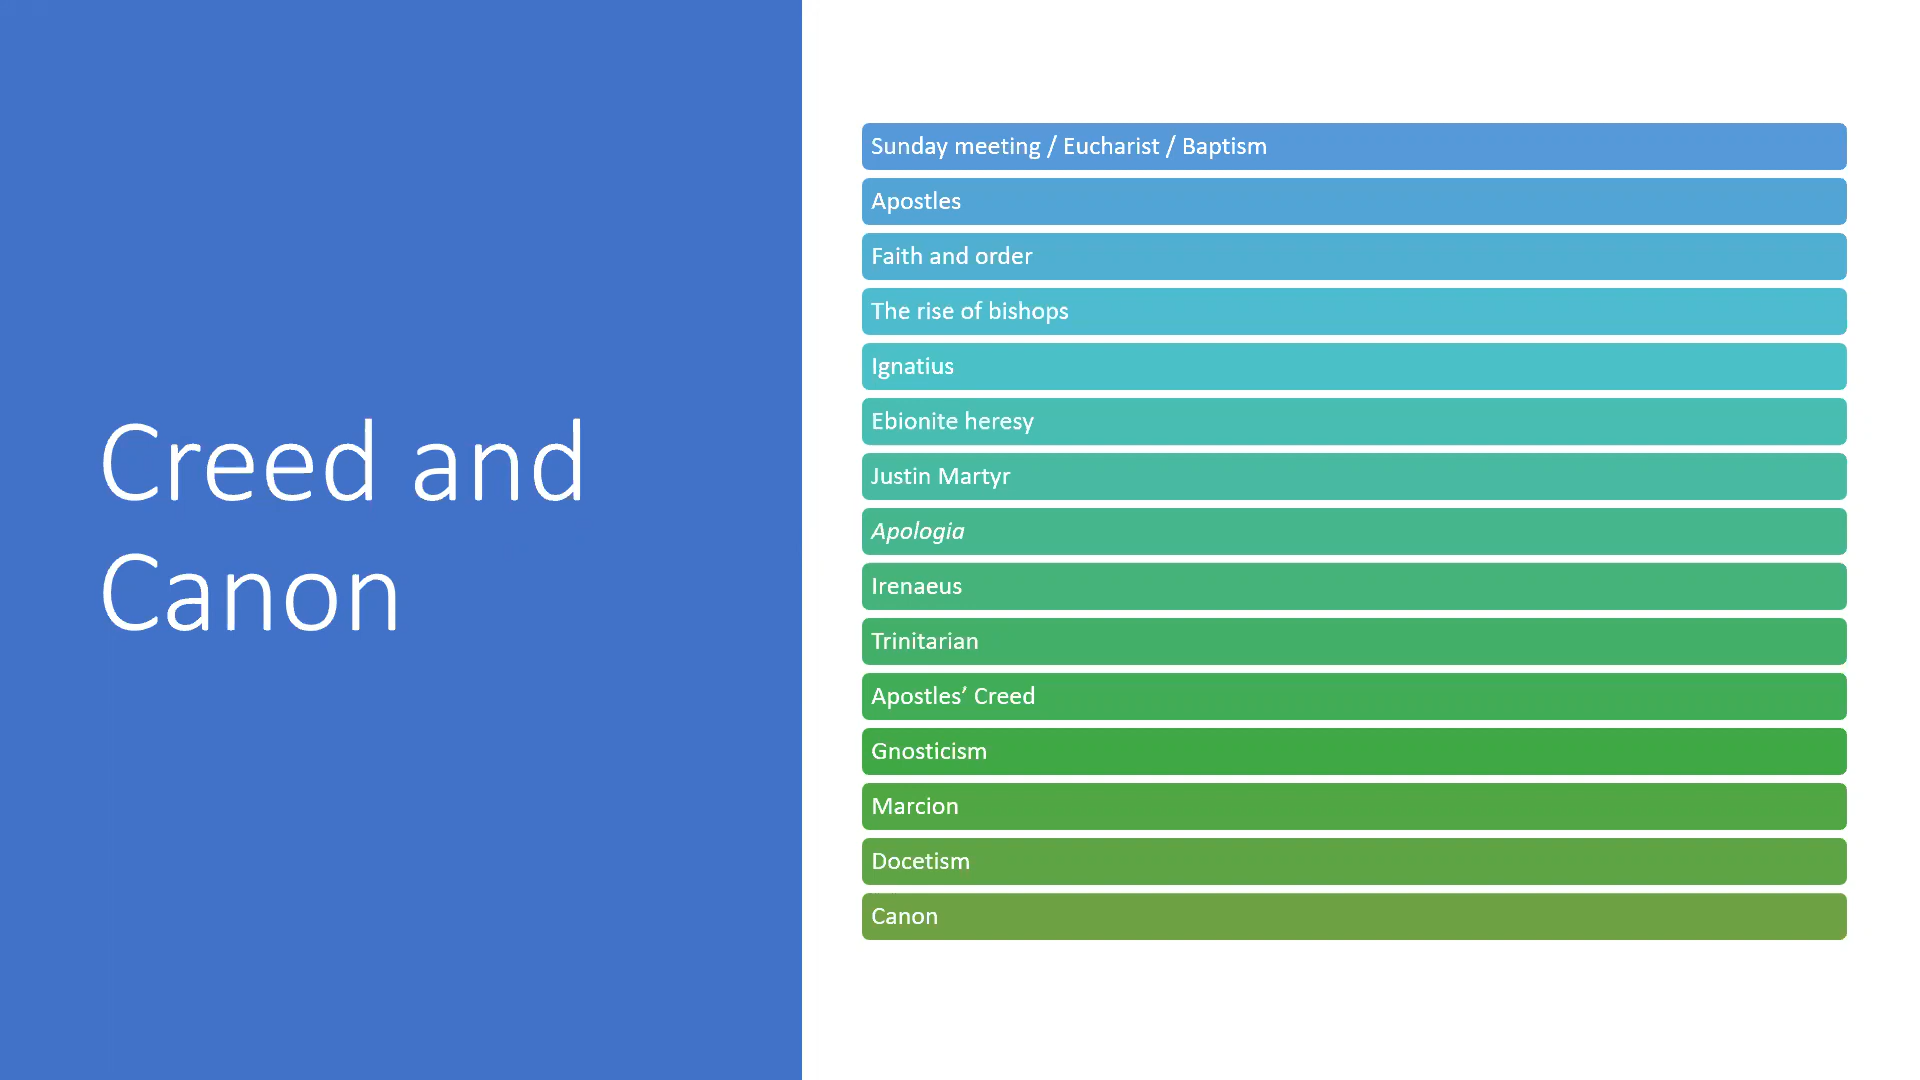 Creed and
Canon
Sunday meeting / Eucharist / Baptism
Apostles
Faith and order
The rise of bishops
Ignatius
Ebionite heresy
Justin Martyr
Apologia
Irenaeus
Trinitarian
Apostles’ Creed
Gnosticism
Marcion
Docetism
Canon